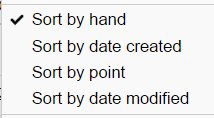 Sort by hand
Sort by date created
Sort by point
Sort by date modified